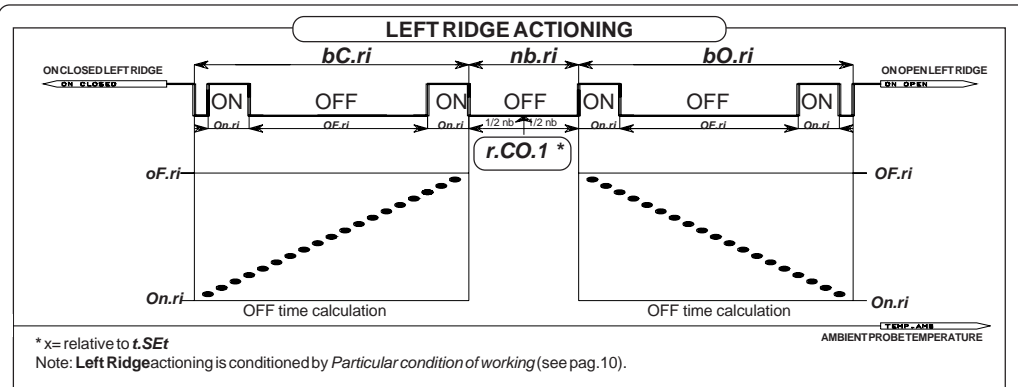 LEFT RIDGE ACTIONING
bC.ri nb.ri bO.ri
ON CLOSED LEFT RIDGE ON OPEN LEFT RIDGE
ON CLOSED ON OPEN
ON OFF ON OFF ON OFF ON
On.ri OF.ri On.ri 1/2 nb 1/2 nb On.ri OF.ri On.ri
r.CO.1 *
oF.ri OF.ri
On.ri On.ri
OFF time calculation OFF time calculation
TEMP.AMB
* x= relative to t.SEt AMBIENT PROBE TEMPERATURE
Note: Left Ridge actioning is conditioned by Particular condition of working (see pag.10).